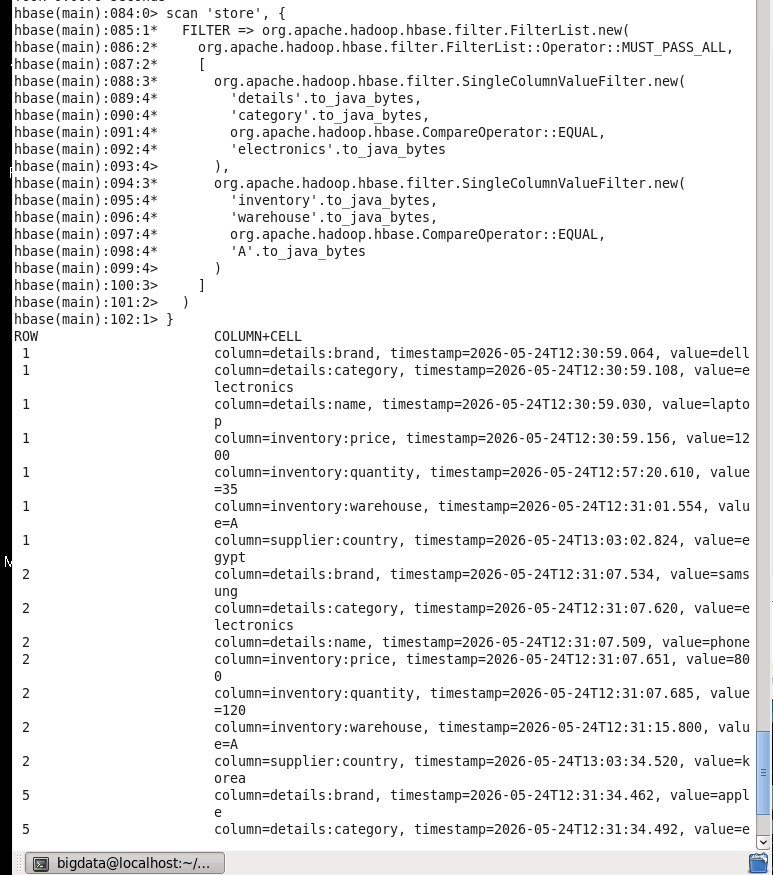 hbase(main):084:0> scan 'store', {
hbase(main):085:1*   FILTER => org.apache.hadoop.hbase.filter.FilterList.new(
hbase(main):086:2*     org.apache.hadoop.hbase.filter.FilterList::Operator::MUST_PASS_ALL,
hbase(main):087:2*     [
hbase(main):088:3*       org.apache.hadoop.hbase.filter.SingleColumnValueFilter.new(
hbase(main):089:4*         'details'.to_java_bytes,
hbase(main):090:4*         'category'.to_java_bytes,
hbase(main):091:4*         org.apache.hadoop.hbase.CompareOperator::EQUAL,
hbase(main):092:4*         'electronics'.to_java_bytes
hbase(main):093:4>       ),
hbase(main):094:3*       org.apache.hadoop.hbase.filter.SingleColumnValueFilter.new(
hbase(main):095:4*         'inventory'.to_java_bytes,
hbase(main):096:4*         'warehouse'.to_java_bytes,
hbase(main):097:4*         org.apache.hadoop.hbase.CompareOperator::EQUAL,
hbase(main):098:4*         'A'.to_java_bytes
hbase(main):099:4>       )
hbase(main):100:3>     ]
hbase(main):101:2>   )
hbase(main):102:1> }
ROW                      COLUMN+CELL
 1                       column=details:brand, timestamp=2026-05-24T12:30:59.064, value=dell
 1                       column=details:category, timestamp=2026-05-24T12:30:59.108, value=e
                         lectronics
 1                       column=details:name, timestamp=2026-05-24T12:30:59.030, value=lapto
                         p
 1                       column=inventory:price, timestamp=2026-05-24T12:30:59.156, value=12
                         00
 1                       column=inventory:quantity, timestamp=2026-05-24T12:57:20.610, value
                         =35
 1                       column=inventory:warehouse, timestamp=2026-05-24T12:31:01.554, valu
                         e=A
 1                       column=supplier:country, timestamp=2026-05-24T13:03:02.824, value=e
                         gypt
 2                       column=details:brand, timestamp=2026-05-24T12:31:07.534, value=sams
                         ung
 2                       column=details:category, timestamp=2026-05-24T12:31:07.620, value=e
                         lectronics
 2                       column=details:name, timestamp=2026-05-24T12:31:07.509, value=phone
 2                       column=inventory:price, timestamp=2026-05-24T12:31:07.651, value=80
                         0
 2                       column=inventory:quantity, timestamp=2026-05-24T12:31:07.685, value
                         =120
 2                       column=inventory:warehouse, timestamp=2026-05-24T12:31:15.800, valu
                         e=A
 2                       column=supplier:country, timestamp=2026-05-24T13:03:34.520, value=k
                         orea
 5                       column=details:brand, timestamp=2026-05-24T12:31:34.462, value=appl
                         e
 5                       column=details:category, timestamp=2026-05-24T12:31:34.492, value=e
bigdata@localhost:~/...